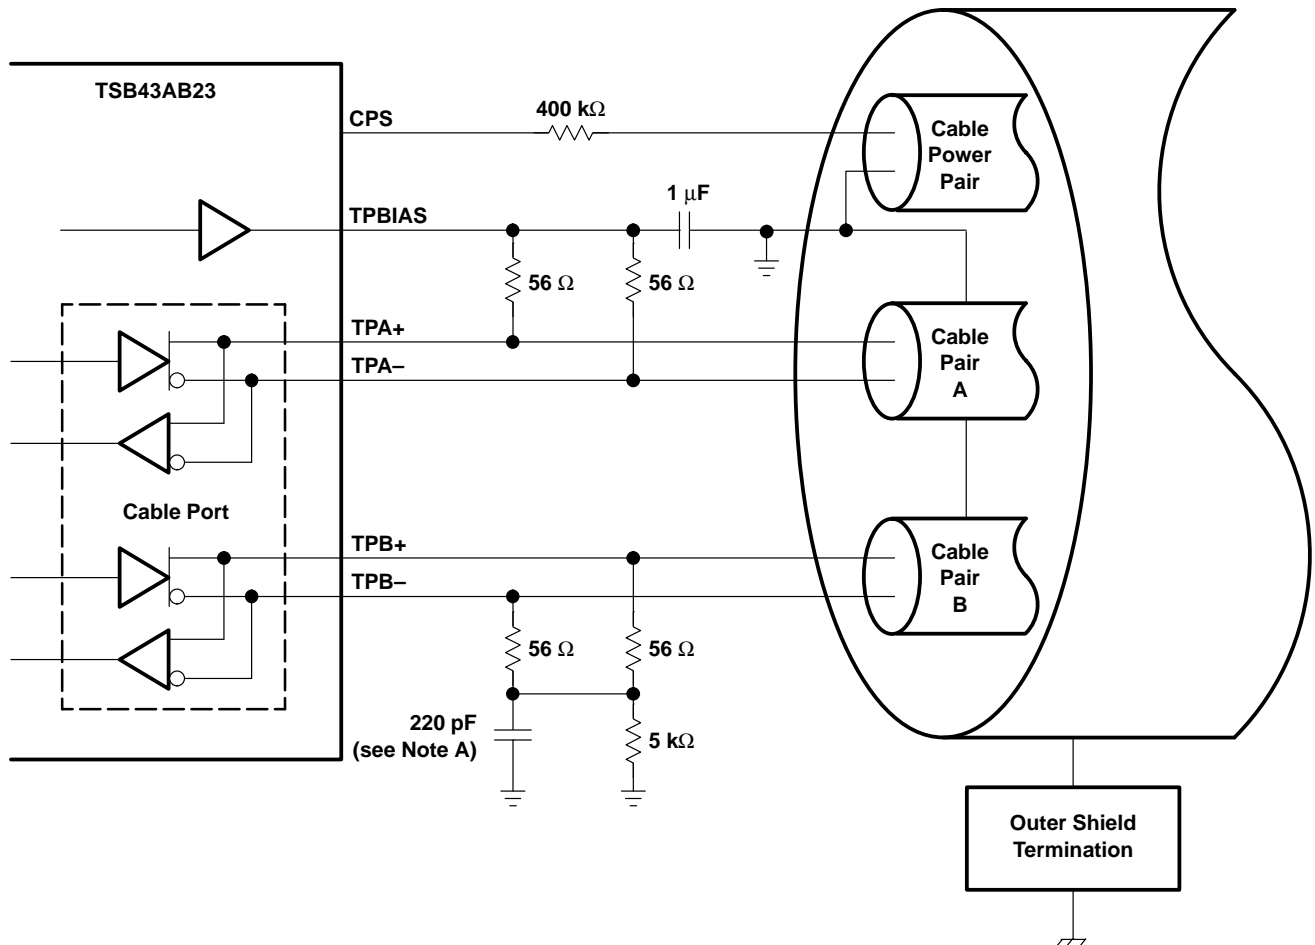 TSB43AB23
CPS
400 kΩ
Cable
Power
Pair
TPBIAS
1 μF
56 Ω
56 Ω
TPA+
TPA–
Cable
Pair
A
Cable Port
TPB+
TPB–
Cable
Pair
B
56 Ω
56 Ω
220 pF
(see Note A)
5 kΩ
Outer Shield
Termination